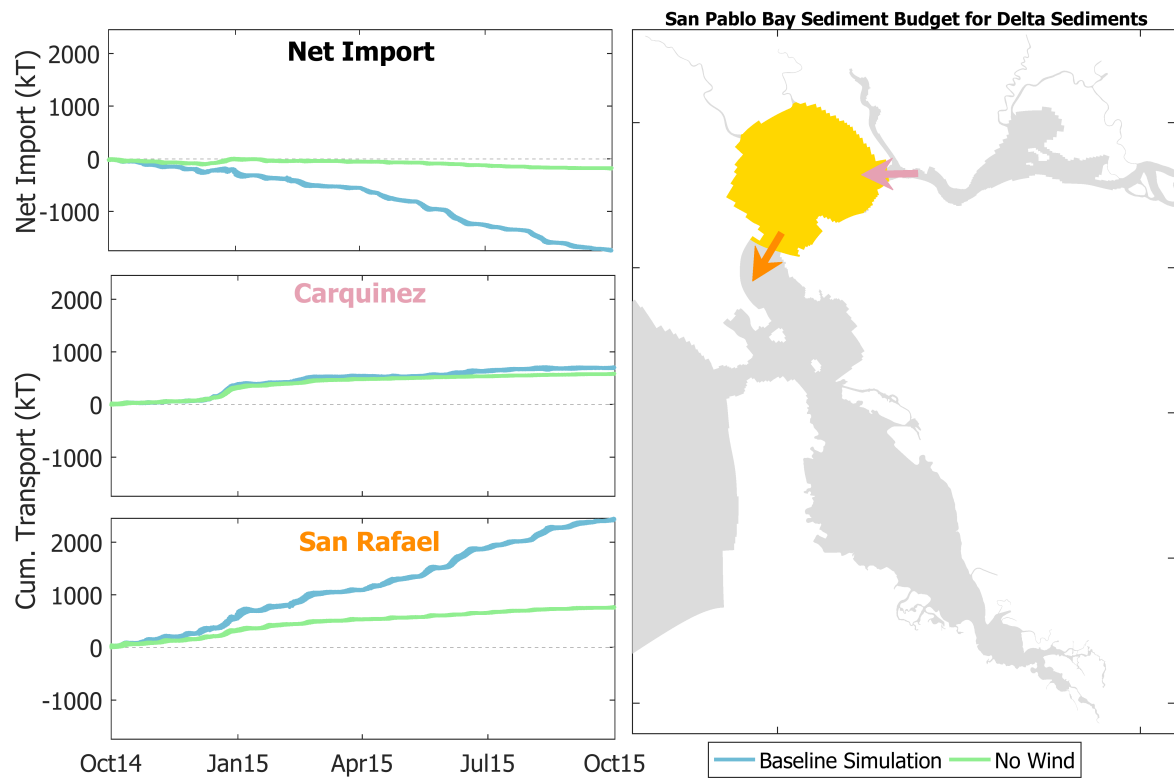 San Pablo Bay Sediment Budget for Delta Sediments
Net Import
Net Import (kT)
2000
1000
0
-1000
Carquinez
Cum. Transport (kT)
2000
1000
0
-1000
San Rafael
2000
1000
0
-1000
Oct14 Jan15 Apr15 Jul15 Oct15
Baseline Simulation No Wind